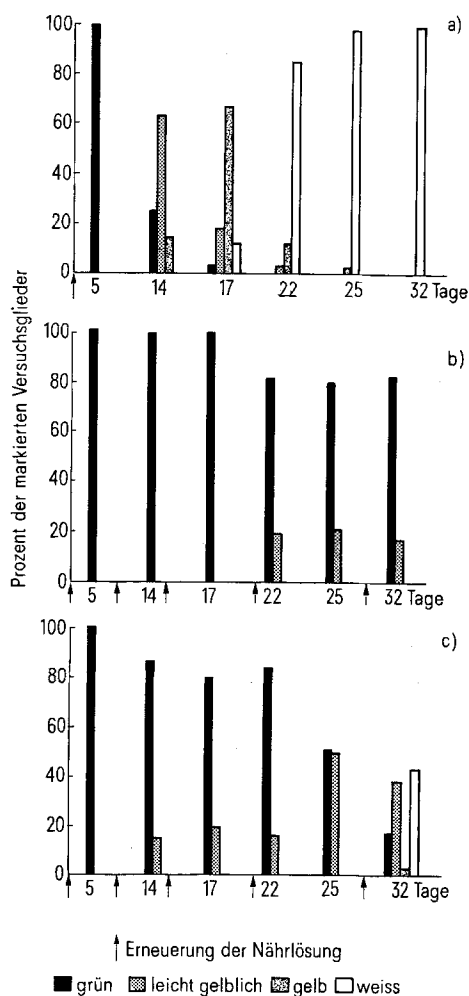 Prozent der markierten Versuchsglieder
a)
100
80
60
40
20
0
5 14 17 22 25 32 Tage
b)
100
80
60
40
20
0
5 14 17 22 25 32 Tage
c)
100
80
60
40
20
0
5 14 17 22 25 32 Tage
Erneuerung der Nährlösung
grün leicht gelblich gelb weiss